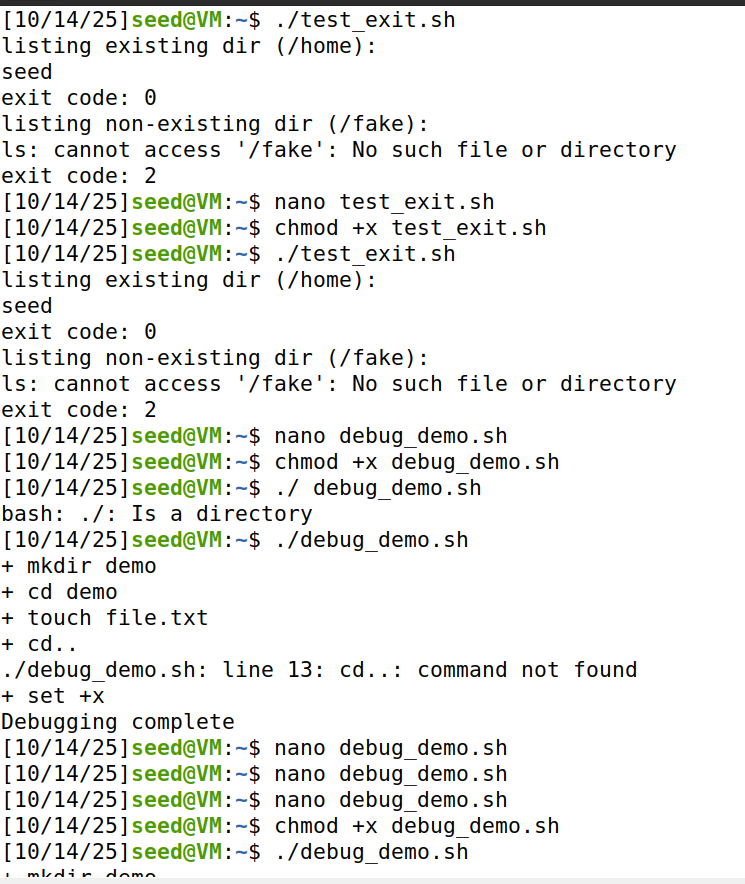 [10/14/25]seed@VM:~$ ./test_exit.sh
listing existing dir (/home):
seed
exit code: 0
listing non-existing dir (/fake):
ls: cannot access '/fake': No such file or directory
exit code: 2
[10/14/25]seed@VM:~$ nano test_exit.sh
[10/14/25]seed@VM:~$ chmod +x test_exit.sh
[10/14/25]seed@VM:~$ ./test_exit.sh
listing existing dir (/home):
seed
exit code: 0
listing non-existing dir (/fake):
ls: cannot access '/fake': No such file or directory
exit code: 2
[10/14/25]seed@VM:~$ nano debug_demo.sh
[10/14/25]seed@VM:~$ chmod +x debug_demo.sh
[10/14/25]seed@VM:~$ ./ debug_demo.sh
bash: ./: Is a directory
[10/14/25]seed@VM:~$ ./debug_demo.sh
+ mkdir demo
+ cd demo
+ touch file.txt
+ cd..
./debug_demo.sh: line 13: cd..: command not found
+ set +x
Debugging complete
[10/14/25]seed@VM:~$ nano debug_demo.sh
[10/14/25]seed@VM:~$ nano debug_demo.sh
[10/14/25]seed@VM:~$ nano debug_demo.sh
[10/14/25]seed@VM:~$ chmod +x debug_demo.sh
[10/14/25]seed@VM:~$ ./debug_demo.sh
+ mkdir demo